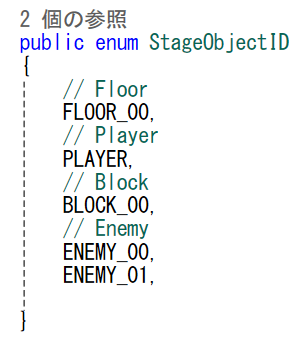 2 個の参照
public enum StageObjectID
{
// Floor
FLOOR_00,
// Player
PLAYER,
// Block
BLOCK_00,
// Enemy
ENEMY_00,
ENEMY_01,
}